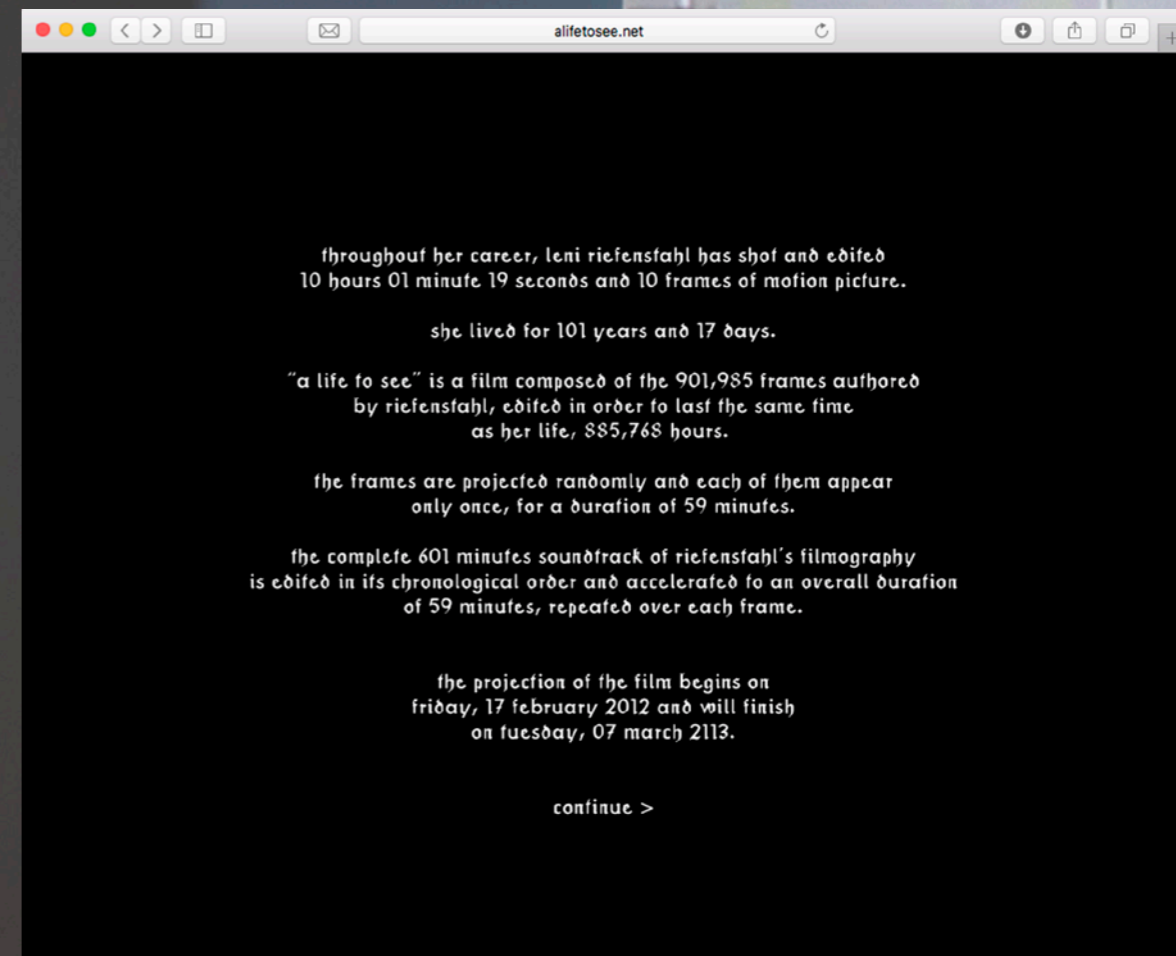 alifetosee.net
throughout her career, leni riefenstahl has shot and edited
10 hours 01 minute 19 seconds and 10 frames of motion picture.
she lived for 101 years and 17 days.
"a life to see" is a film composed of the 901,985 frames authored
by riefenstahl, edited in order to last the same time
as her life, 885,768 hours.
the frames are projected randomly and each of them appear
only once, for a duration of 59 minutes.
the complete 601 minutes soundtrack of riefenstahl's filmography
is edited in its chronological order and accelerated to an overall duration
of 59 minutes, repeated over each frame.
the projection of the film begins on
friday, 17 february 2012 and will finish
on tuesday, 07 march 2113.
continue >